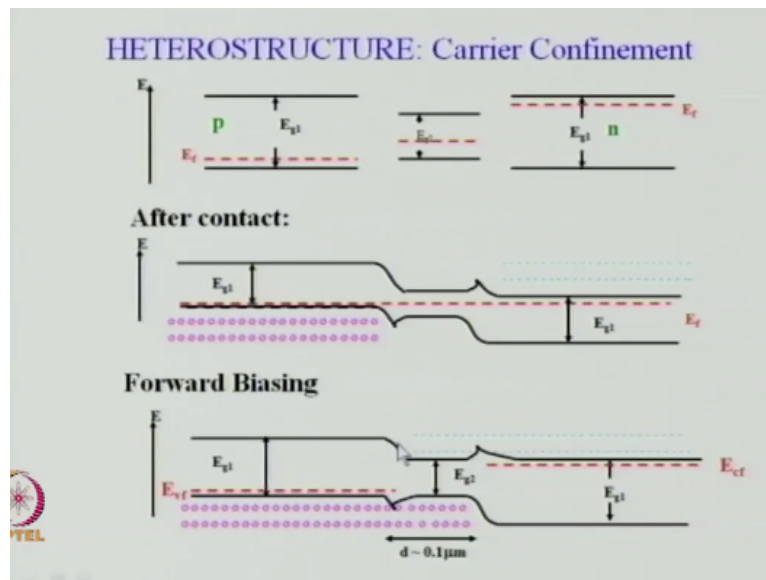 HETEROSTRUCTURE: Carrier Confinement
E
p
Eg1
Ef
Eg1
n
Ef
After contact:
E
Eg1
Eg1
Ef
Forward Biasing
E
Eg1
Evf
Eg2
Eg1
Ecf
d ~ 0.1µm
PTEL